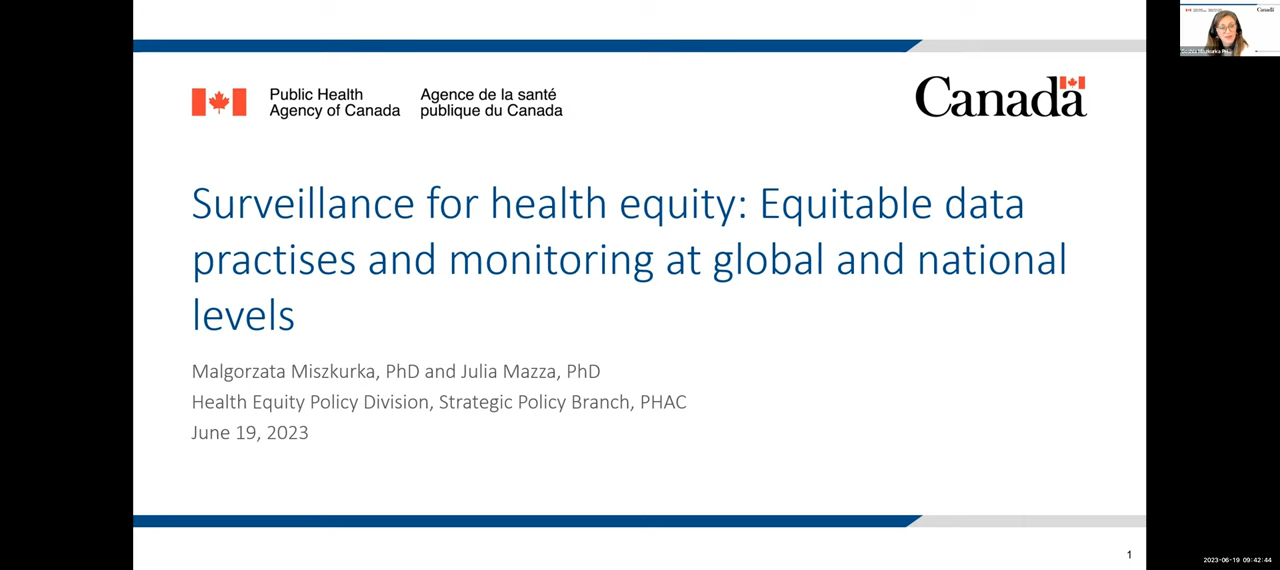 Public Health
Agency of Canada
Agence de la santé
publique du Canada
Canada
Surveillance for health equity: Equitable data
practises and monitoring at global and national
levels
Malgorzata Miszkurka, PhD and Julia Mazza, PhD
Health Equity Policy Division, Strategic Policy Branch, PHAC
June 19, 2023
1
Canada
Miszkurka
2023-06-19 09:42:44